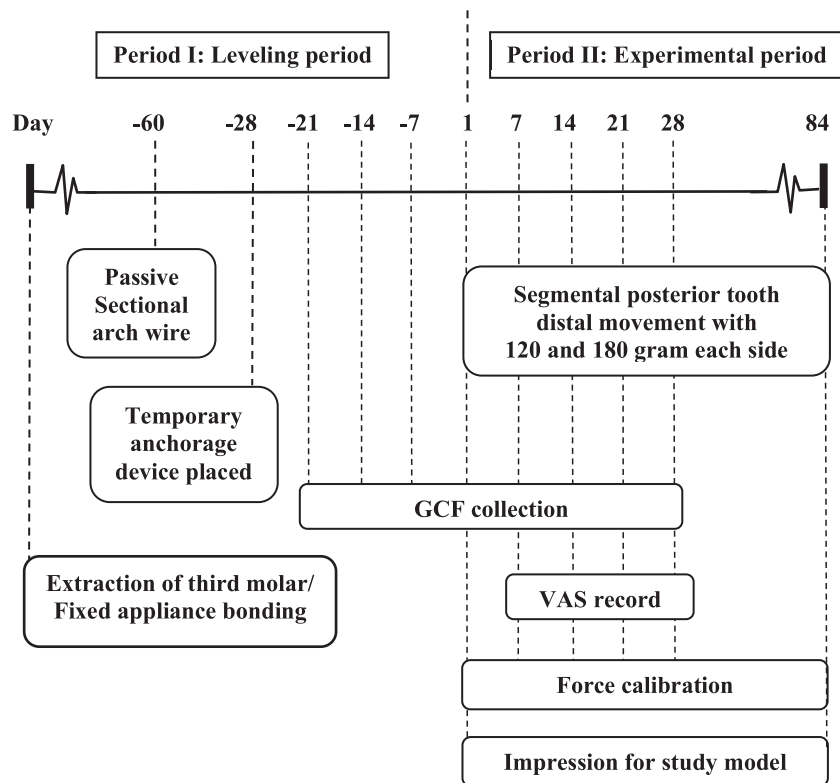 Period I: Leveling period
Period II: Experimental period
Day -60 -28 -21 -14 -7 1 7 14 21 28 84
Passive
Sectional
arch wire
Segmental posterior tooth
distal movement with
120 and 180 gram each side
Temporary
anchorage
device placed
GCF collection
Extraction of third molar/
Fixed appliance bonding
VAS record
Force calibration
Impression for study model